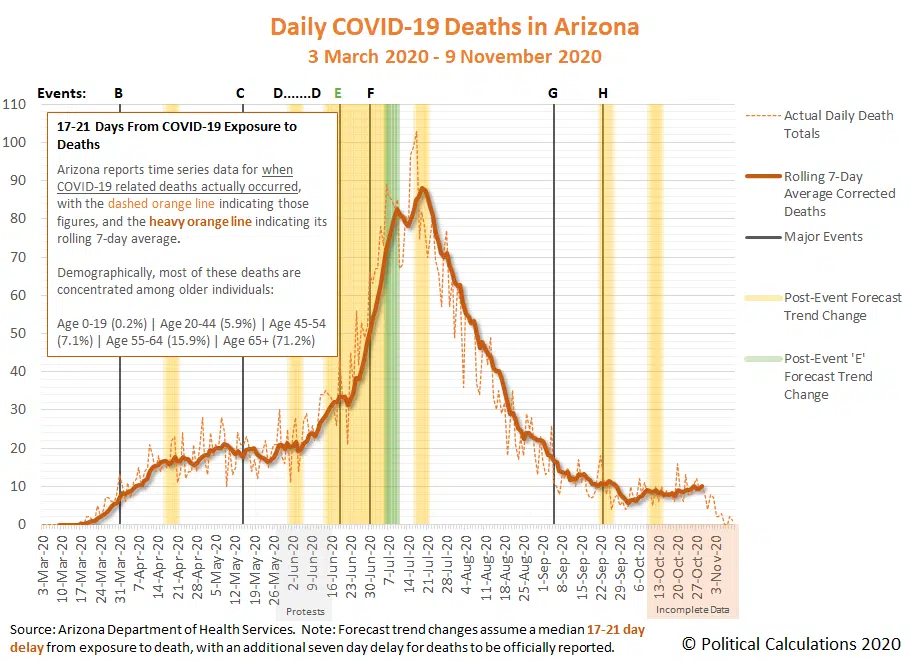 Daily COVID-19 Deaths in Arizona
3 March 2020 - 9 November 2020
Events: B C D.......D E F G H
17-21 Days From COVID-19 Exposure to
Deaths
Arizona reports time series data for when
COVID-19 related deaths actually occurred,
with the dashed orange line indicating those
figures, and the heavy orange line indicating its
rolling 7-day average.
Demographically, most of these deaths are
concentrated among older individuals:
Age 0-19 (0.2%) | Age 20-44 (5.9%) | Age 45-54
(7.1%) | Age 55-64 (15.9%) | Age 65+ (71.2%)
110
100
90
80
70
60
50
40
30
20
10
0
Actual Daily Death
Totals
Rolling 7-Day
Average Corrected
Deaths
Major Events
Post-Event Forecast
Trend Change
Post-Event 'E'
Forecast Trend
Change
3-Mar-20
10-Mar-20
17-Mar-20
24-Mar-20
31-Mar-20
7-Apr-20
14-Apr-20
21-Apr-20
28-Apr-20
5-May-20
12-May-20
19-May-20
26-May-20
2-Jun-20
9-Jun-20
16-Jun-20
23-Jun-20
30-Jun-20
7-Jul-20
14-Jul-20
21-Jul-20
28-Jul-20
4-Aug-20
11-Aug-20
18-Aug-20
25-Aug-20
1-Sep-20
8-Sep-20
15-Sep-20
22-Sep-20
29-Sep-20
6-Oct-20
13-Oct-20
20-Oct-20
27-Oct-20
3-Nov-20
Protests
Incomplete Data
Source: Arizona Department of Health Services. Note: Forecast trend changes assume a median 17-21 day
delay from exposure to death, with an additional seven day delay for deaths to be officially reported.
© Political Calculations 2020